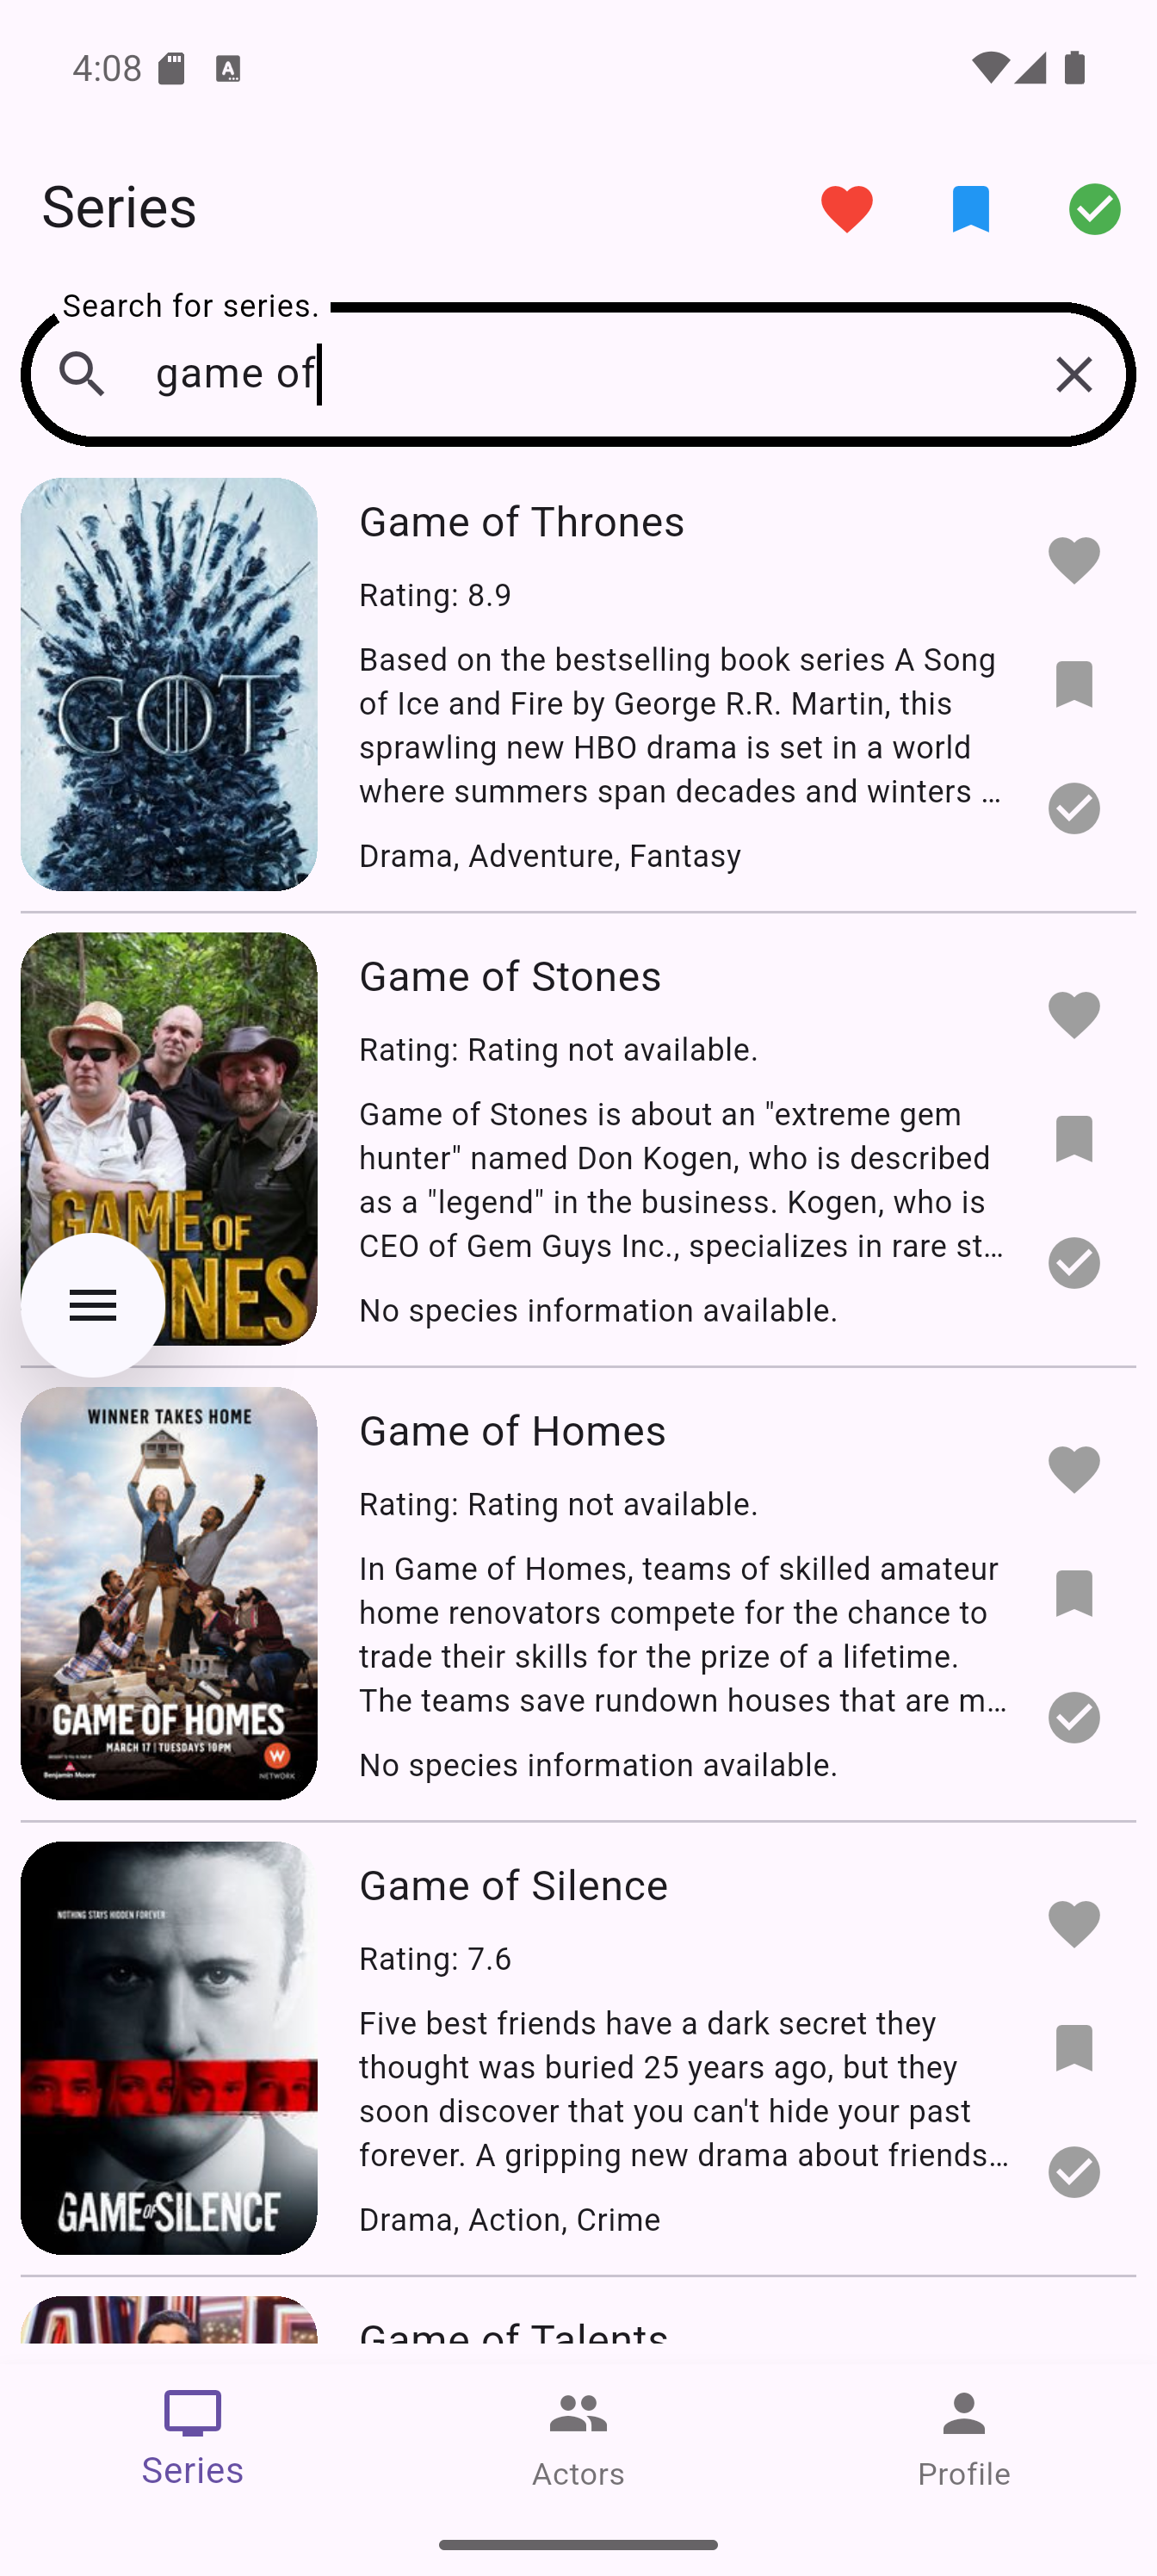 4:08
Series
Search for series.
game of
GOT
Game of Thrones
Rating: 8.9
Based on the bestselling book series A Song
of Ice and Fire by George R.R. Martin, this
sprawling new HBO drama is set in a world
where summers span decades and winters ...
Drama, Adventure, Fantasy
GAME OF
NES
Game of Stones
Rating: Rating not available.
Game of Stones is about an "extreme gem
hunter" named Don Kogen, who is described
as a "legend" in the business. Kogen, who is
CEO of Gem Guys Inc., specializes in rare st...
No species information available.
WINNER TAKES HOME
GAME OF HOMES
MARCH 17 | TUESDAYS 10PM
Benjamin Moore
W
NETWORK
Game of Homes
Rating: Rating not available.
In Game of Homes, teams of skilled amateur
home renovators compete for the chance to
trade their skills for the prize of a lifetime.
The teams save rundown houses that are m...
No species information available.
NOTHING STAYS HIDDEN FOREVER
GAME OF SILENCE
Game of Silence
Rating: 7.6
Five best friends have a dark secret they
thought was buried 25 years ago, but they
soon discover that you can't hide your past
forever. A gripping new drama about friends...
Drama, Action, Crime
Game of Talents
Series
Actors
Profile